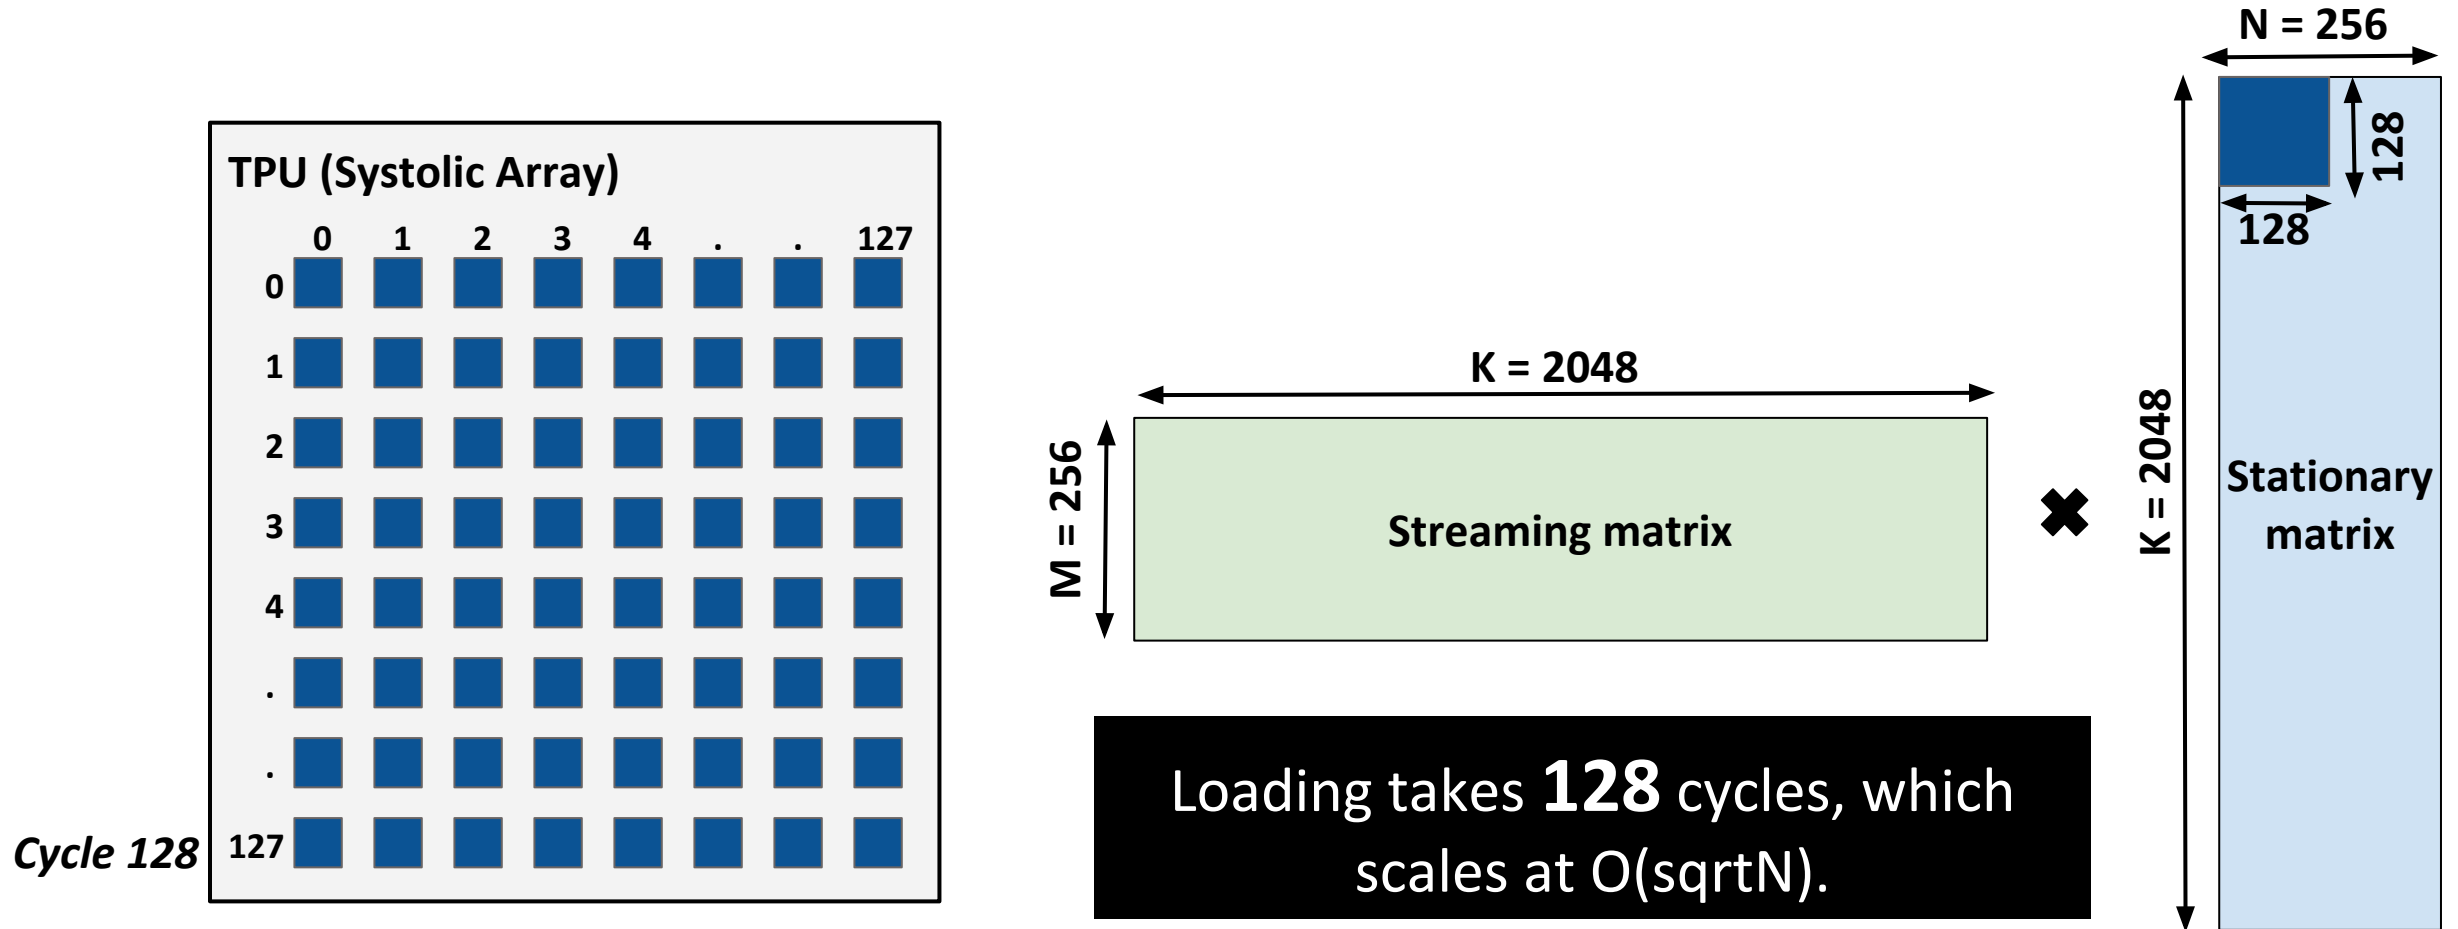 TPU (Systolic Array)
0 1 2 3 4 . . 127
0
1
2
3
4
.
.
127
Cycle 128
K = 2048
M = 256
Streaming matrix
N = 256
128
128
K = 2048
Stationary
matrix
Loading takes 128 cycles, which
scales at O(sqrtN).